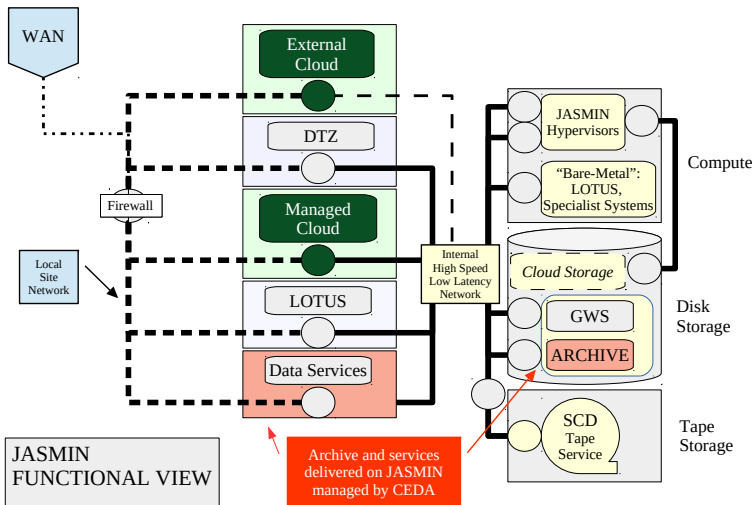 WAN
External
Cloud
DTZ
Firewall
Managed
Cloud
Local
Site
Network
LOTUS
Data Services
Internal
High Speed
Low Latency
Network
JASMIN
Hypervisors
“Bare-Metal”:
LOTUS,
Specialist Systems
Compute
Cloud Storage
GWS
ARCHIVE
Disk
Storage
SCD
Tape
Service
Tape
Storage
JASMIN
FUNCTIONAL VIEW
Archive and services
delivered on JASMIN
managed by CEDA